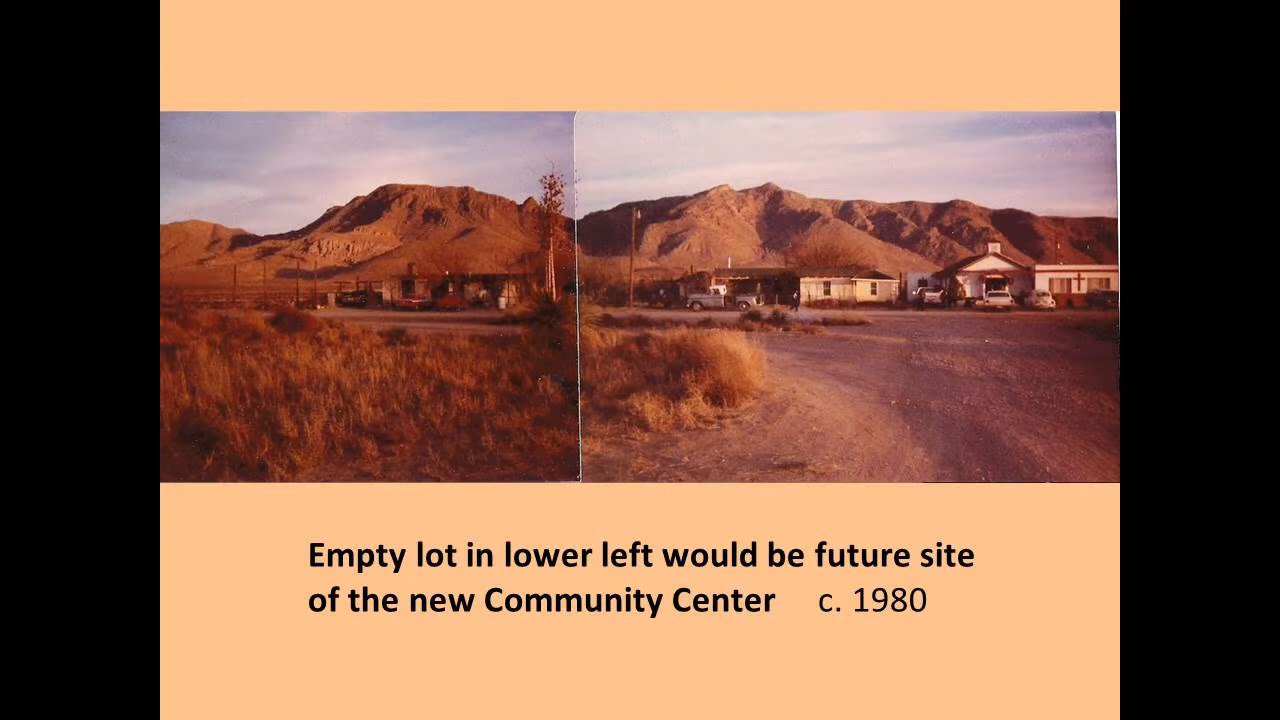 Empty lot in lower left would be future site
of the new Community Center c. 1980